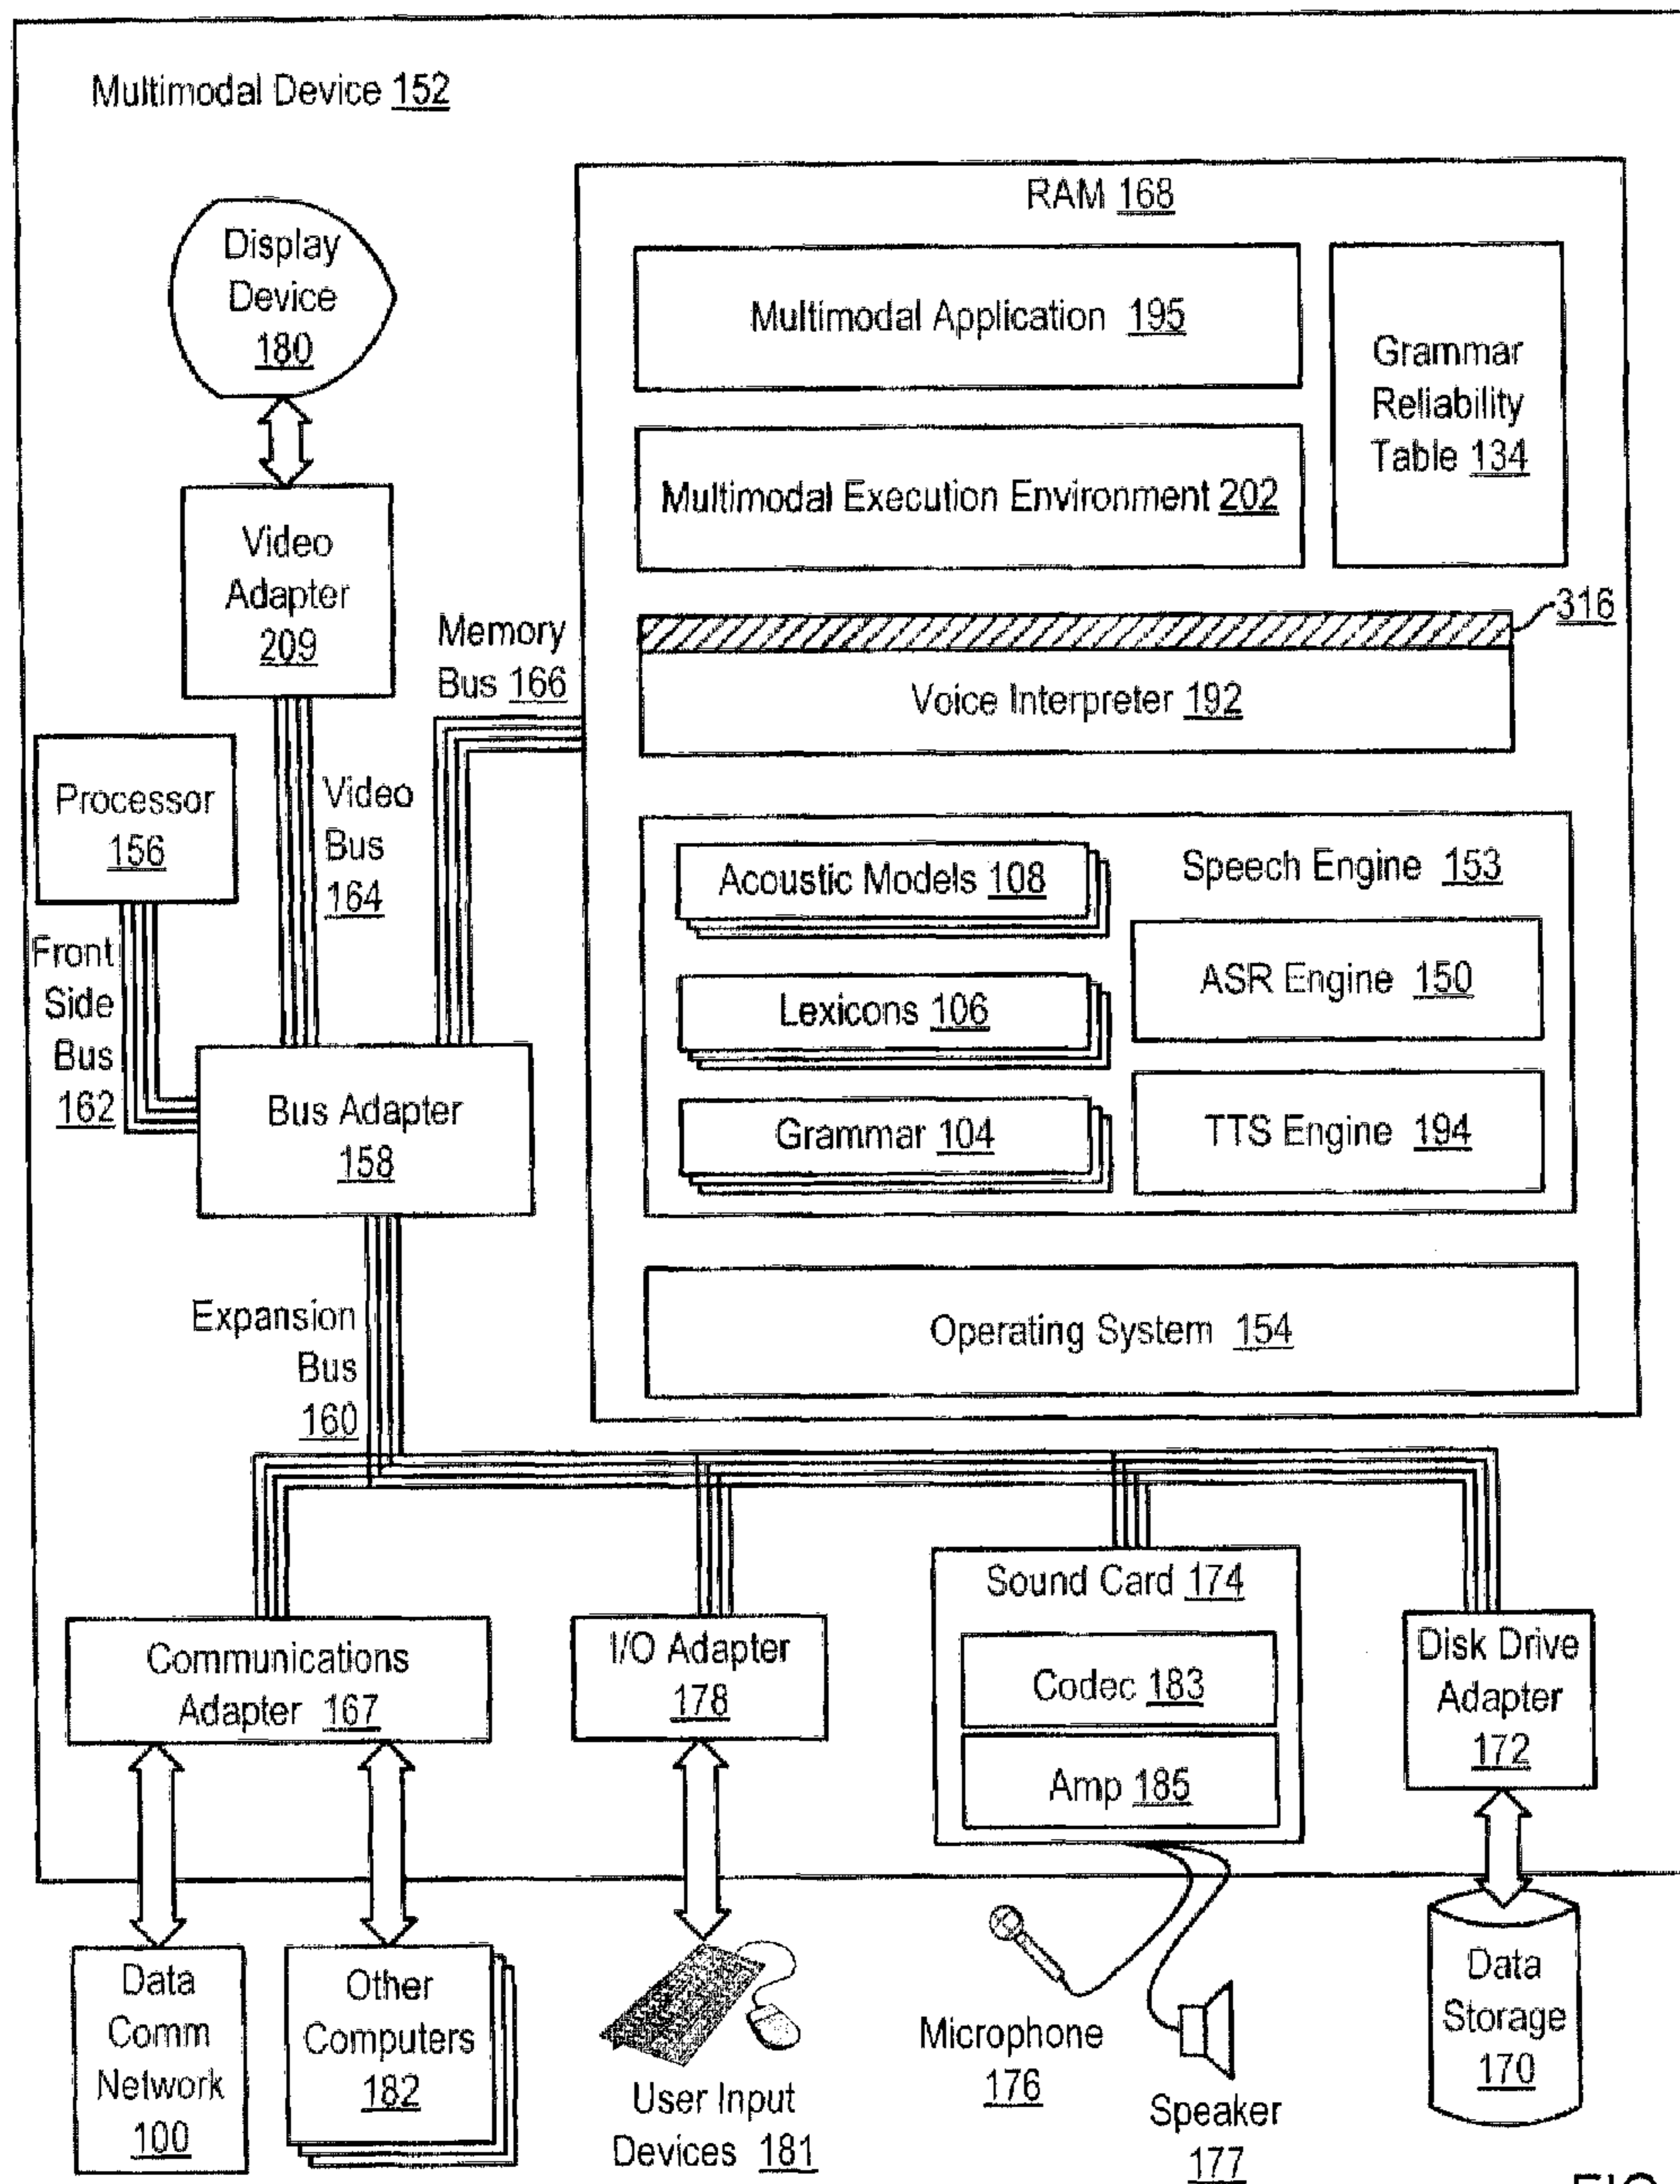 Multimodal Device 152
RAM 168
Display
Device
180
Multimodal Application 195
Grammar
Reliability
Table 134
Multimodal Execution Environment 202
Video
Adapter
209
Memory
Bus 166
316
Voice Interpreter 192
Processor
156
Video
Bus
164
Acoustic Models 108
Speech Engine 153
Front
Side
Bus
162
ASR Engine 150
Lexicons 106
Bus Adapter
158
Grammar 104
TTS Engine 194
Expansion
Bus
160
Operating System 154
Communications
Adapter 167
I/O Adapter
178
Sound Card 174
Codec 183
Amp 185
Disk Drive
Adapter
172
Data
Comm
Network
100
Other
Computers
182
User Input
Devices 181
Microphone
176
Speaker
177
Data
Storage
170
FIG